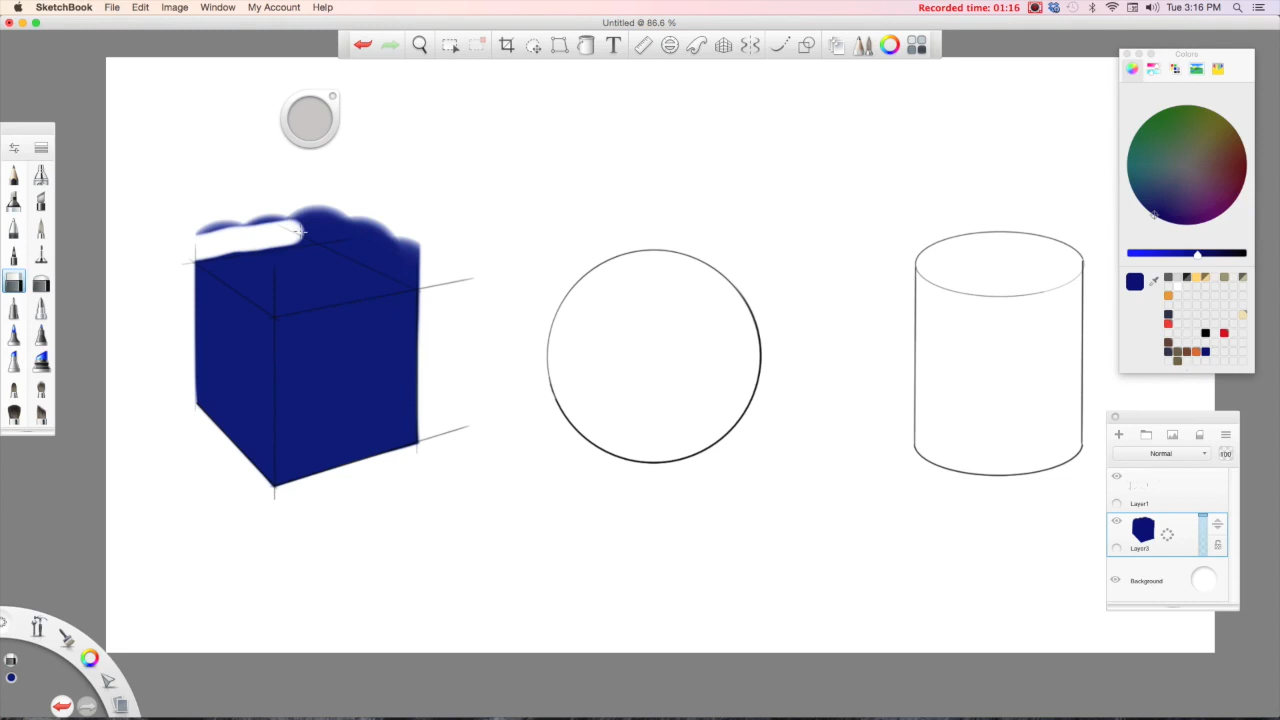 SketchBook File Edit Image Window My Account Help Recorded time: 01:16 Tue 3:16 PM
Untitled @ 86.6 %
T
Colors
Normal 100
Layer1
Layer3
Background